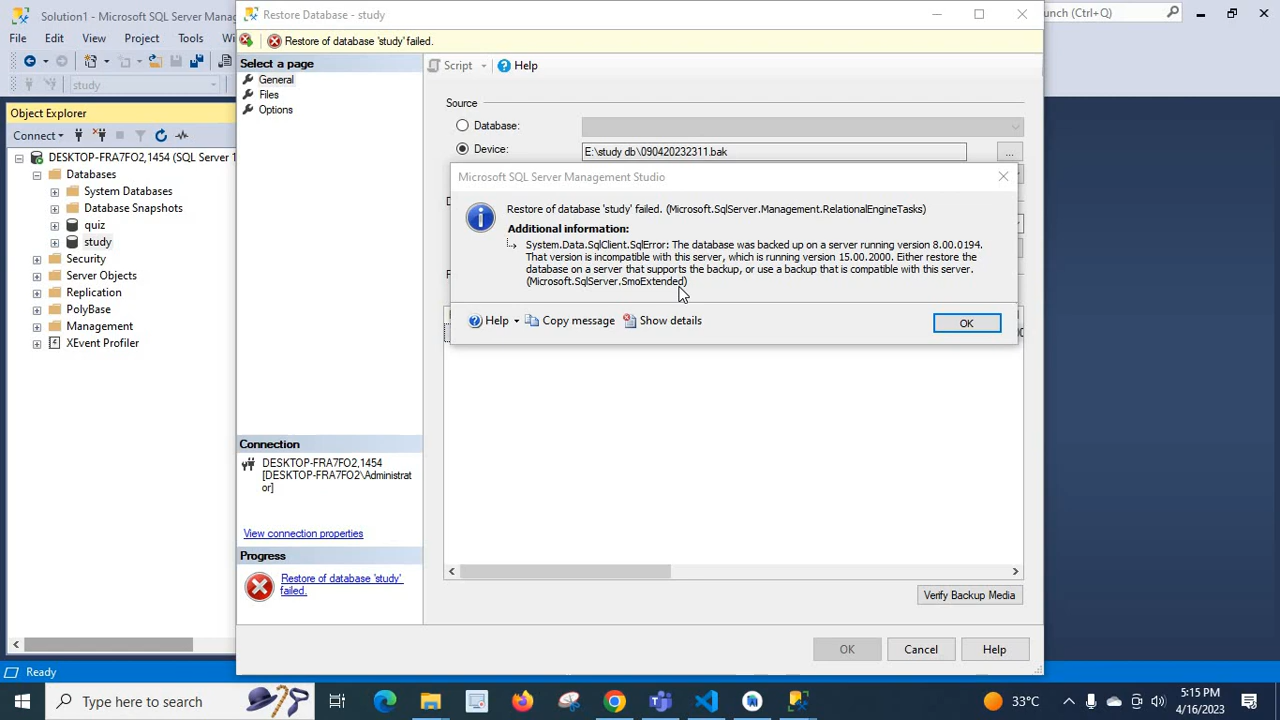 Solution1 - Microsoft SQL Server Manag
Restore Database - study
unch (Ctrl+Q)
File Edit View Project Tools Wi
Restore of database 'study' failed.
Select a page
General
Files
Options
Script Help
study
Object Explorer
Connect
DESKTOP-FRA7FO2,1454 (SQL Server 1
Databases
System Databases
Database Snapshots
quiz
study
Security
Server Objects
Replication
PolyBase
Management
XEvent Profiler
Source
Database:
Device:
E:\study db\090420232311.bak
...
Microsoft SQL Server Management Studio
Restore of database 'study' failed. (Microsoft.SqlServer.Management.RelationalEngineTasks)
Additional information:
System.Data.SqlClient.SqlError: The database was backed up on a server running version 8.00.0194.
That version is incompatible with this server, which is running version 15.00.2000. Either restore the
database on a server that supports the backup, or use a backup that is compatible with this server.
(Microsoft.SqlServer.SmoExtended)
Help Copy message Show details
OK
Connection
DESKTOP-FRA7FO2,1454
[DESKTOP-FRA7FO2\Administrat
or]
View connection properties
Progress
Restore of database 'study'
failed.
Verify Backup Media
OK Cancel Help
Ready
Type here to search
33°C
5:15 PM
4/16/2023